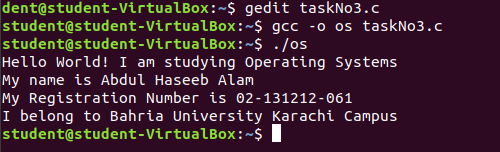 dent@student-VirtualBox:~$ gedit taskNo3.c
student@student-VirtualBox:~$ gcc -o os taskNo3.c
student@student-VirtualBox:~$ ./os
Hello World! I am studying Operating Systems
My name is Abdul Haseeb Alam
My Registration Number is 02-131212-061
I belong to Bahria University Karachi Campus
student@student-VirtualBox:~$